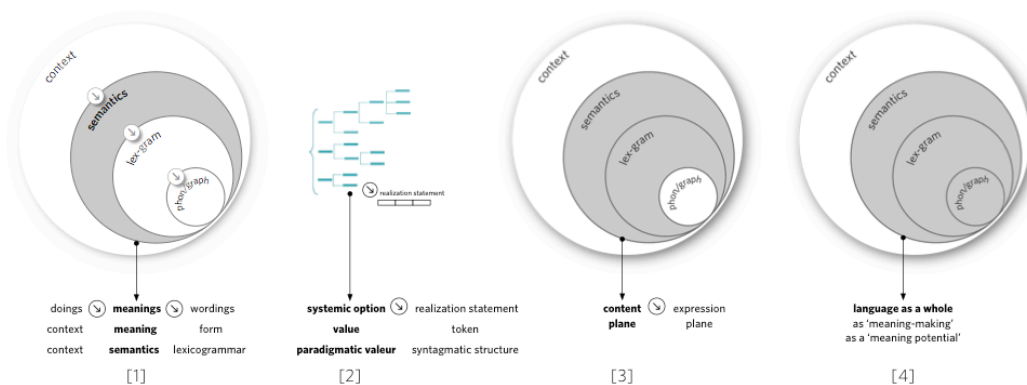 context
semantics
lex-gram
phon/graph
doings meanings wordings
context meaning form
context semantics lexicogrammar
[1]
realization statement
systemic option realization statement
value token
paradigmatic valeur syntagmatic structure
[2]
context
semantics
lex-gram
phon/graph
content expression
plane plane
[3]
context
semantics
lex-gram
phon/graph
language as a whole
as ‘meaning-making’
as a ‘meaning potential’
[4]